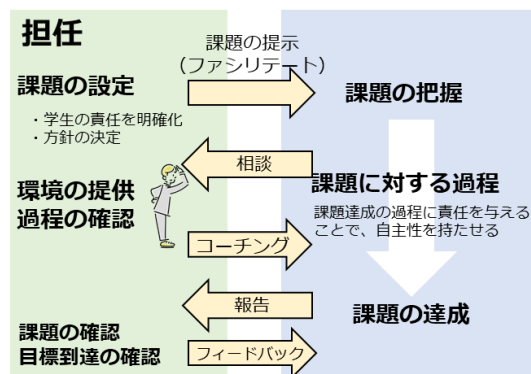 担任
課題の提示
(ファシリテート)
課題の設定
・学生の責任を明確化
・方針の決定
課題の把握
相談
環境の提供
過程の確認
課題に対する過程
課題達成の過程に責任を与える
ことで、自主性を持たせる
コーチング
報告
課題の達成
課題の確認
目標到達の確認
フィードバック